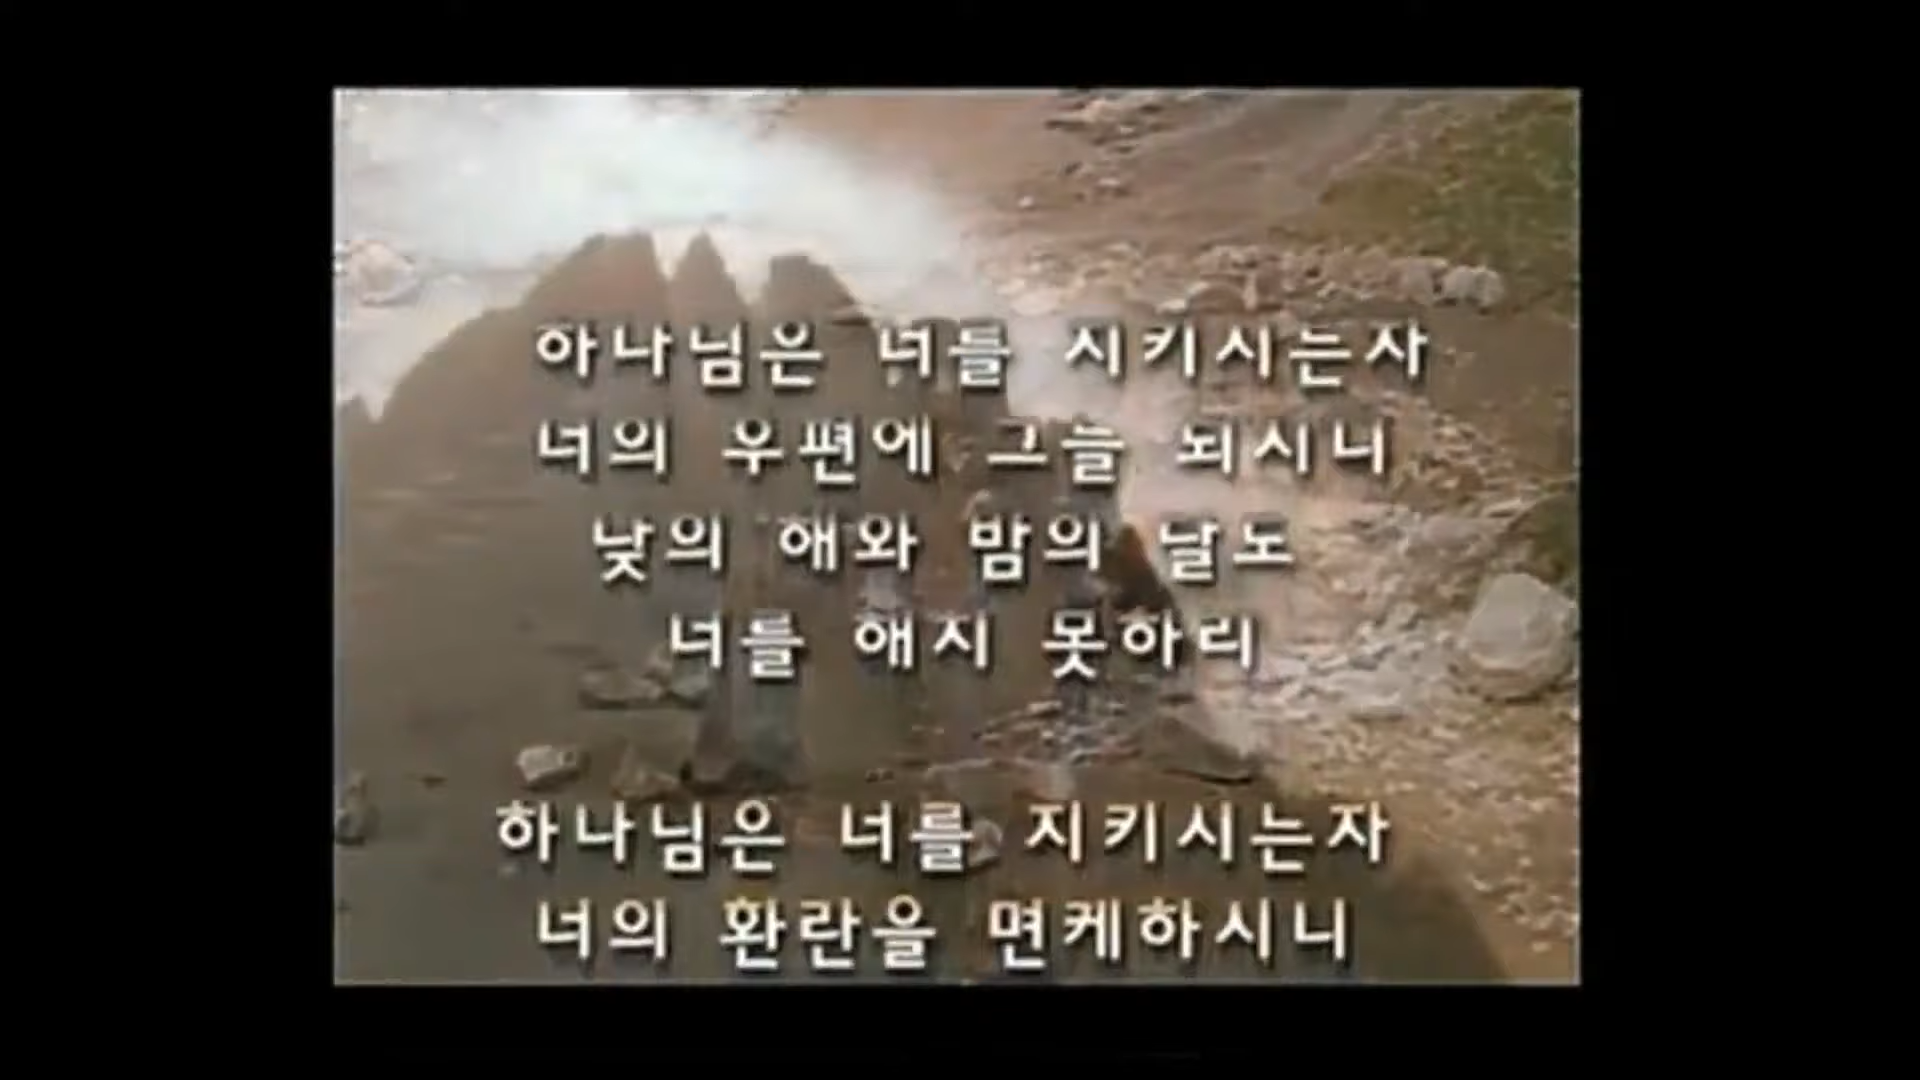 하나님은 너를 지키시는자
너의 우편에 그늘 되시니
낮의 해와 밤의 달도
너를 해치 못하리
하나님은 너를 지키시는자
너의 환란을 면케하시니